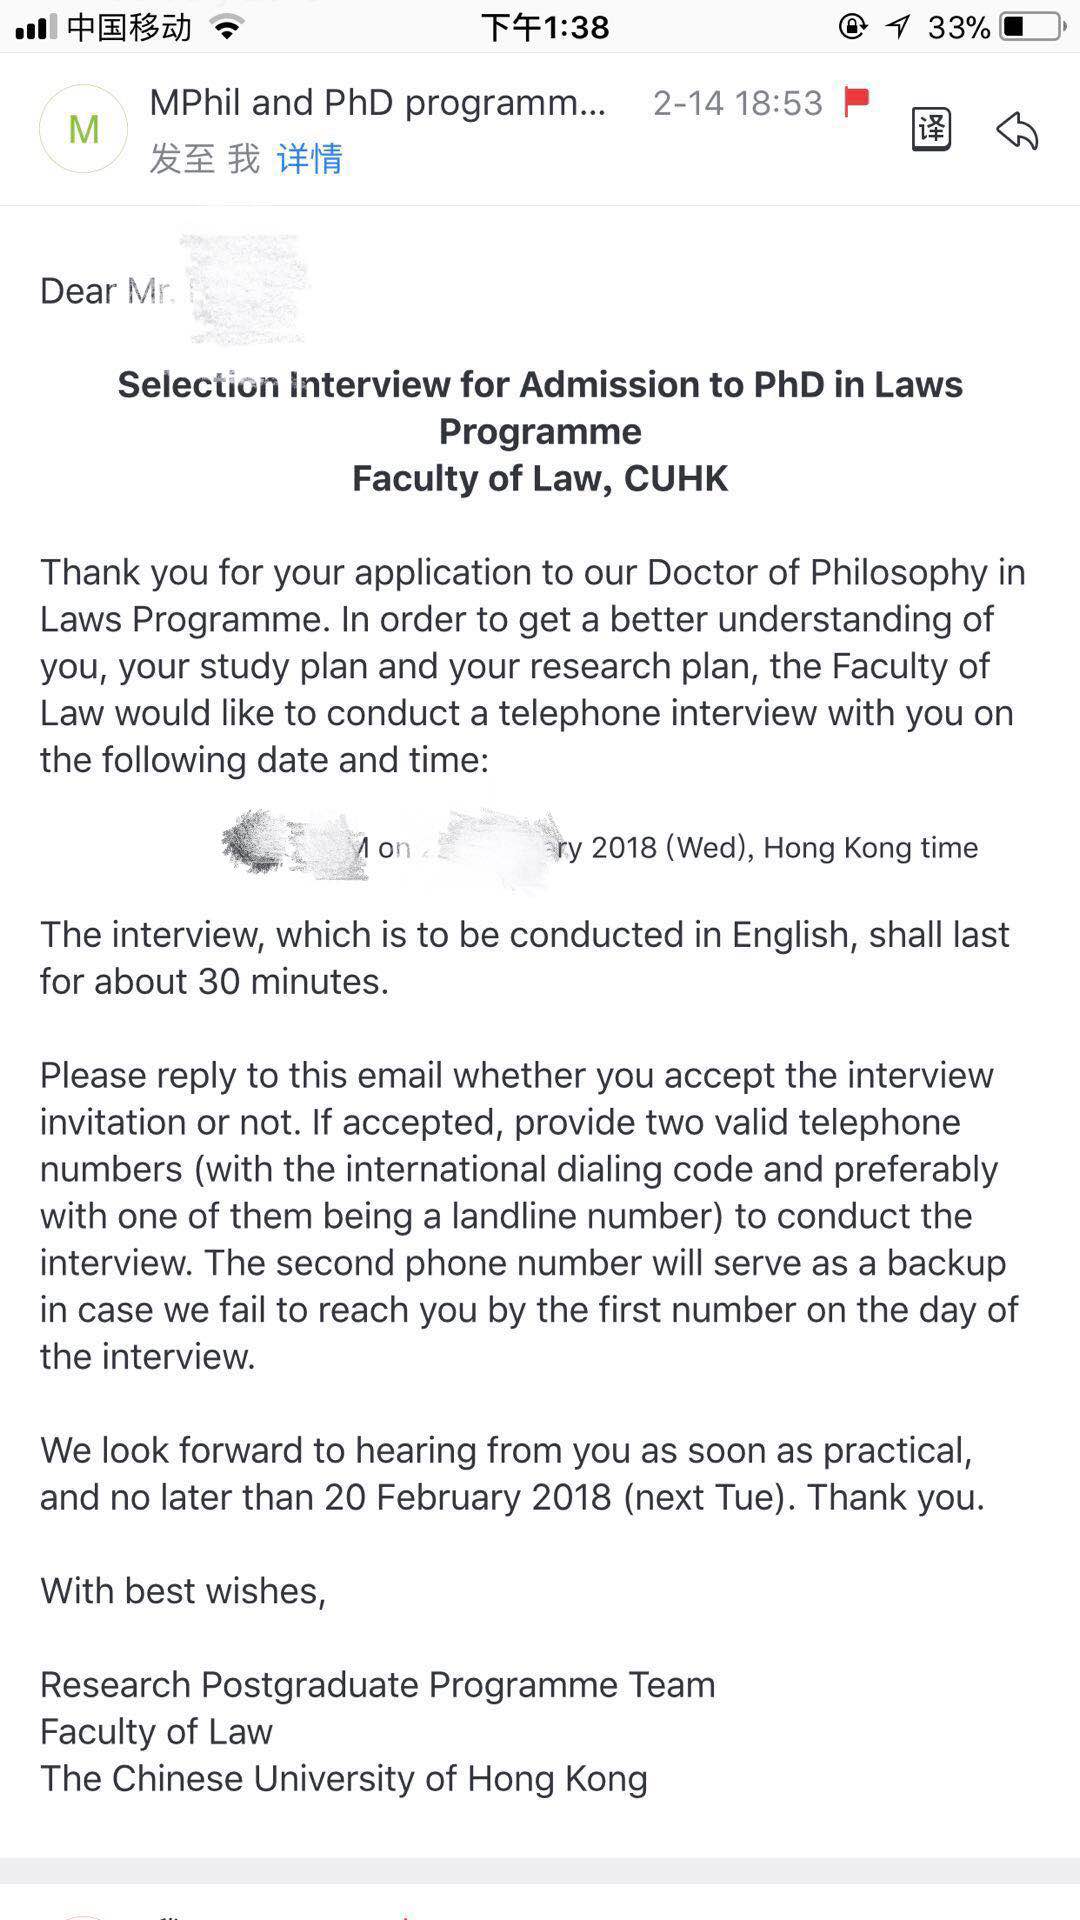 中国移动 下午1:38 33%
M
MPhil and PhD programm... 2-14 18:53
译
发至 我 详情
Dear Mr.
Selection Interview for Admission to PhD in Laws
Programme
Faculty of Law, CUHK
Thank you for your application to our Doctor of Philosophy in
Laws Programme. In order to get a better understanding of
you, your study plan and your research plan, the Faculty of
Law would like to conduct a telephone interview with you on
the following date and time:
on 2018 (Wed), Hong Kong time
The interview, which is to be conducted in English, shall last
for about 30 minutes.
Please reply to this email whether you accept the interview
invitation or not. If accepted, provide two valid telephone
numbers (with the international dialing code and preferably
with one of them being a landline number) to conduct the
interview. The second phone number will serve as a backup
in case we fail to reach you by the first number on the day of
the interview.
We look forward to hearing from you as soon as practical,
and no later than 20 February 2018 (next Tue). Thank you.
With best wishes,
Research Postgraduate Programme Team
Faculty of Law
The Chinese University of Hong Kong